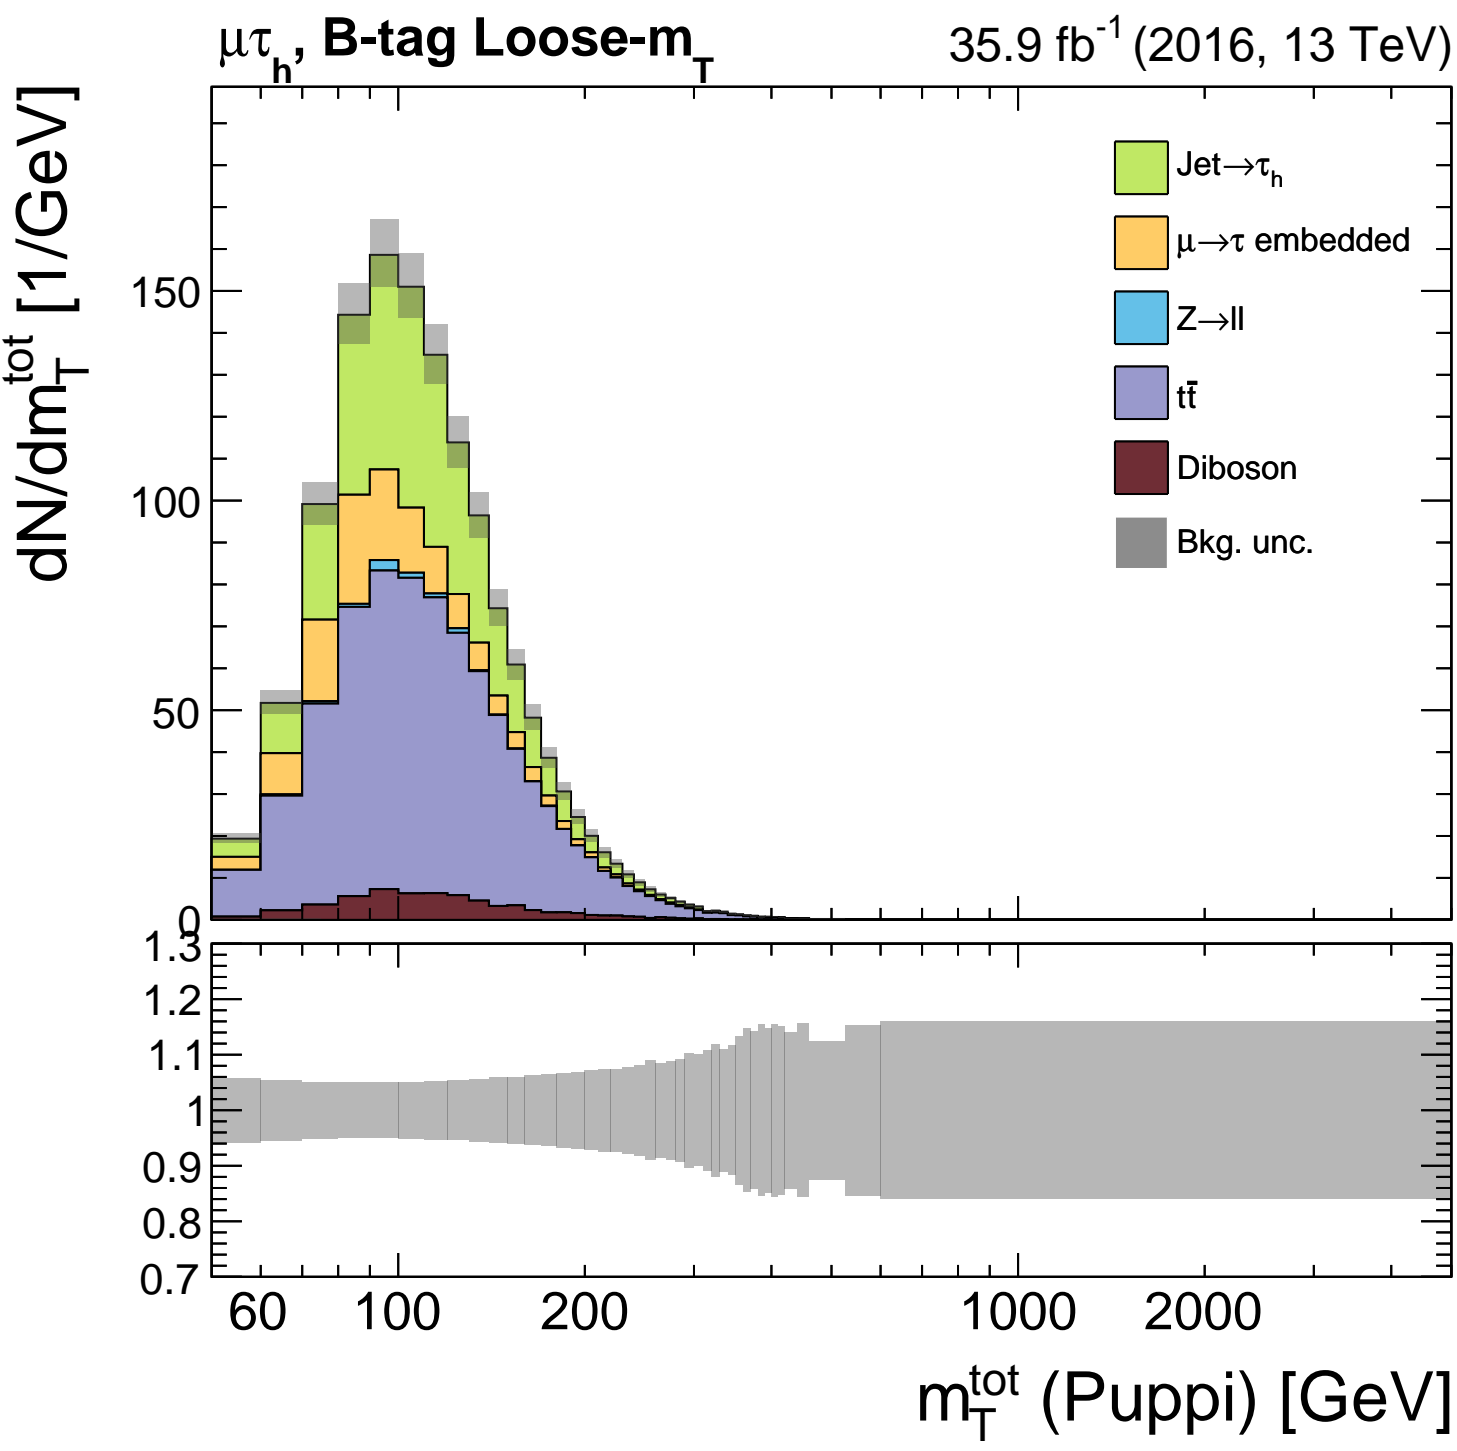 μτh, B-tag Loose-mT
35.9 fb-1 (2016, 13 TeV)
dN/dmTtot [1/GeV]
150
100
50
0
Jet→τh
μ→τ embedded
Z→ll
tt̄
Diboson
Bkg. unc.
1.3
1.2
1.1
1
0.9
0.8
0.7
60 100 200 1000 2000
mTtot (Puppi) [GeV]